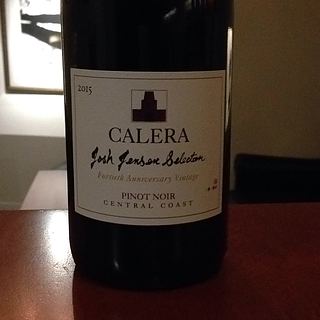 2015
CALERA
Josh Jensen Selection
Fortieth Anniversary Vintage
PINOT NOIR
CENTRAL COAST